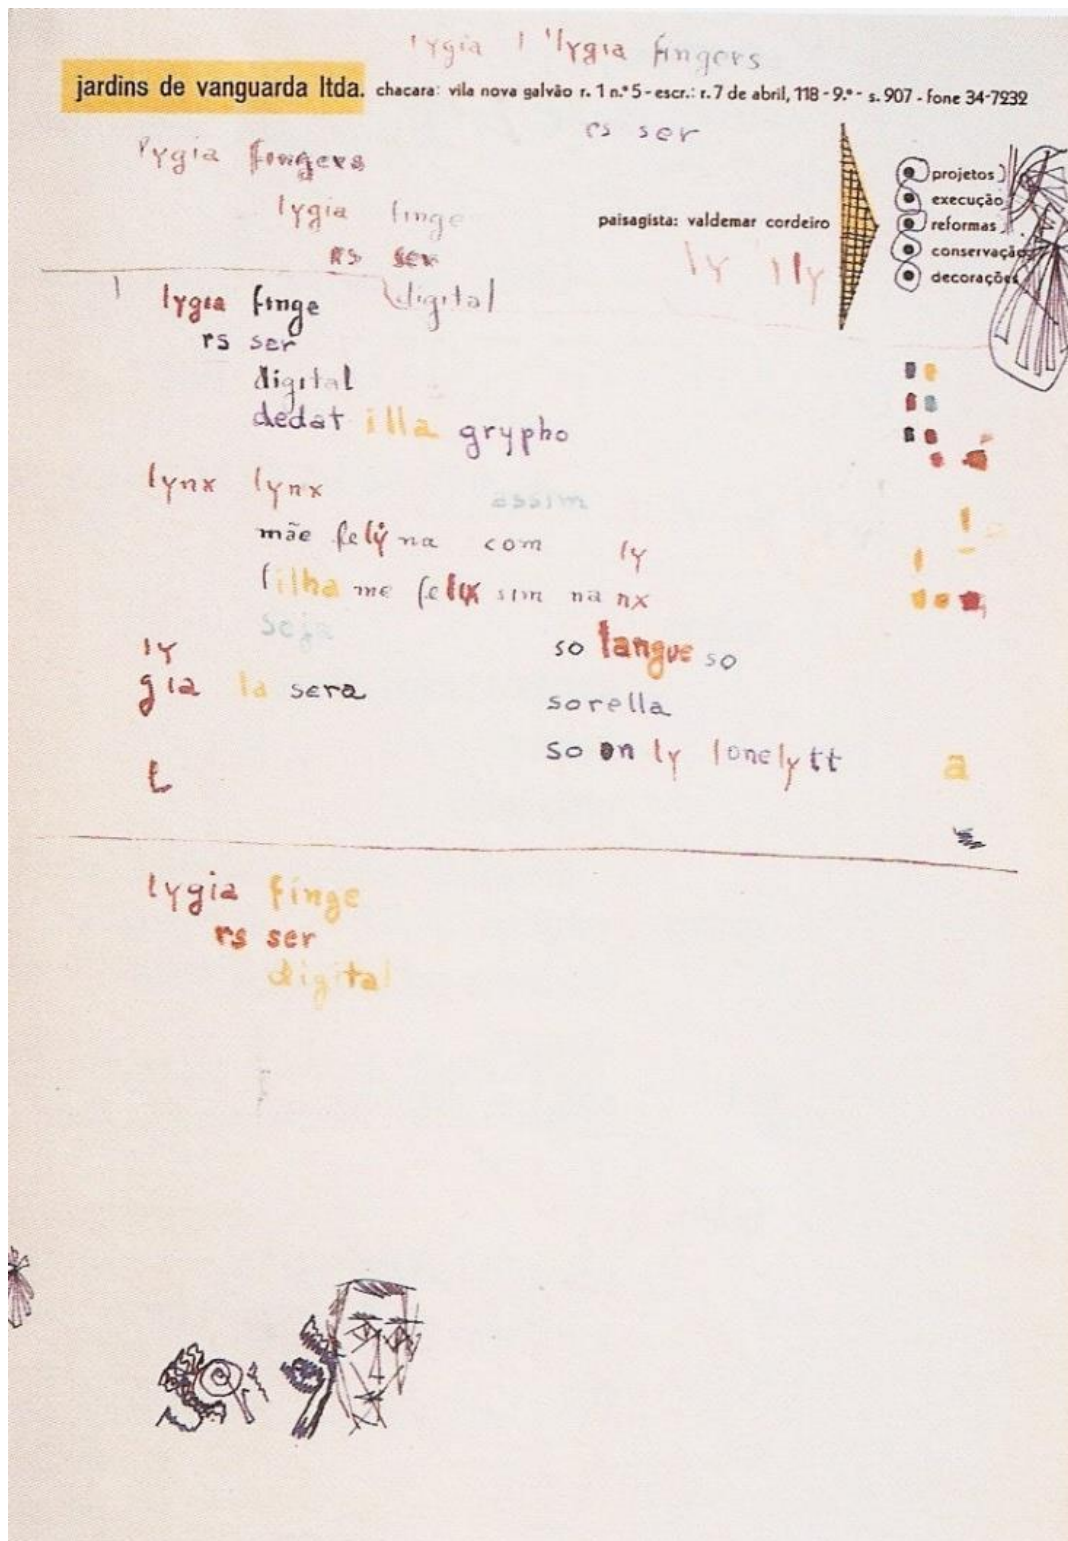 lygia l lygia fingers
jardins de vanguarda ltda. chacara: vila nova galvão r. 1 n.º 5 - escr.: r. 7 de abril, 118 - 9.º - s. 907 - fone 34-7232
rs ser
lygia fingers
projetos
execução
lygia finge
paisagista: valdemar cordeiro
reformas
rs ser
ly lly
conservação
decorações
l lygia finge digital
rs ser
digital
dedat illa grypho
lynx lynx
assim
mãe felyna com ly
filha me felix sim na nx
seja
ly
so langue so
gia la sera
sorella
so only lonely tt
a
L
lygia finge
rs ser
digital